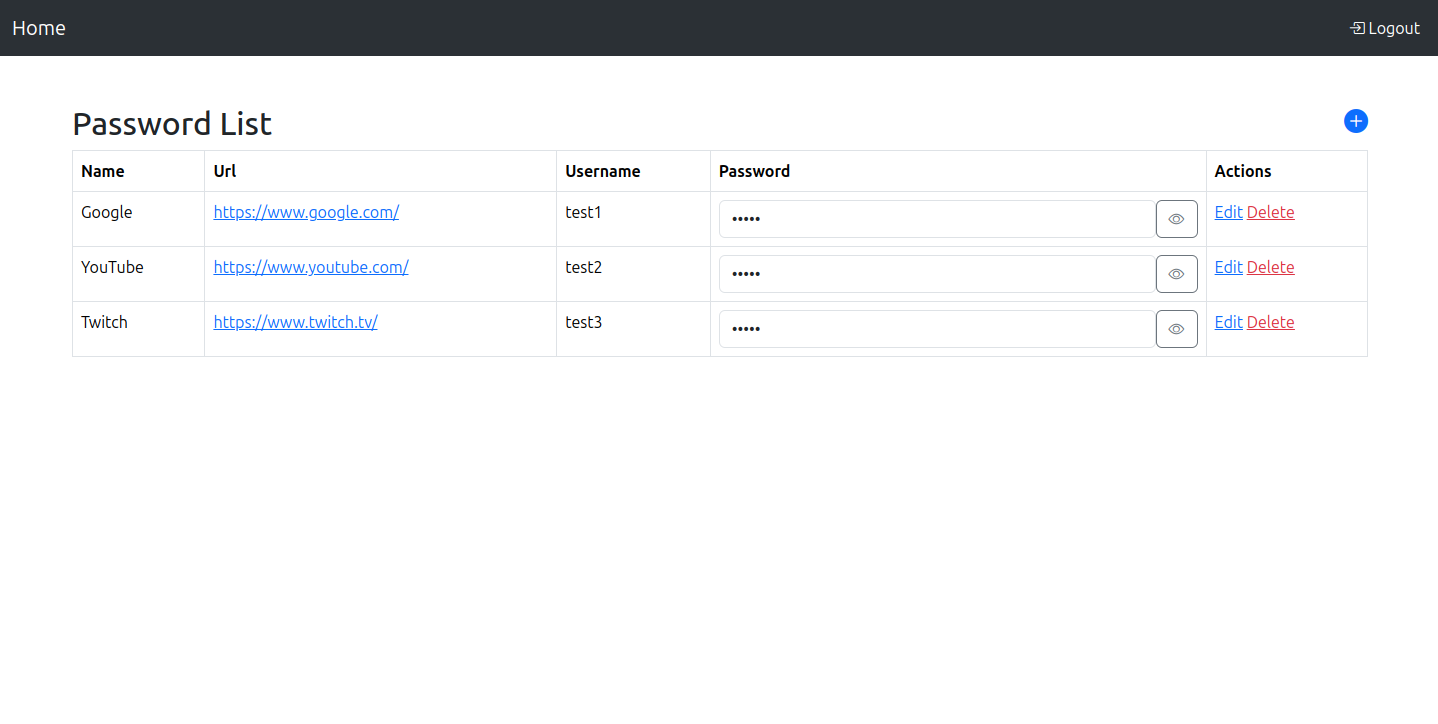 Home Logout
Password List
Name Url Username Password Actions
Google https://www.google.com/ test1 ••••• Edit Delete
YouTube https://www.youtube.com/ test2 ••••• Edit Delete
Twitch https://www.twitch.tv/ test3 ••••• Edit Delete